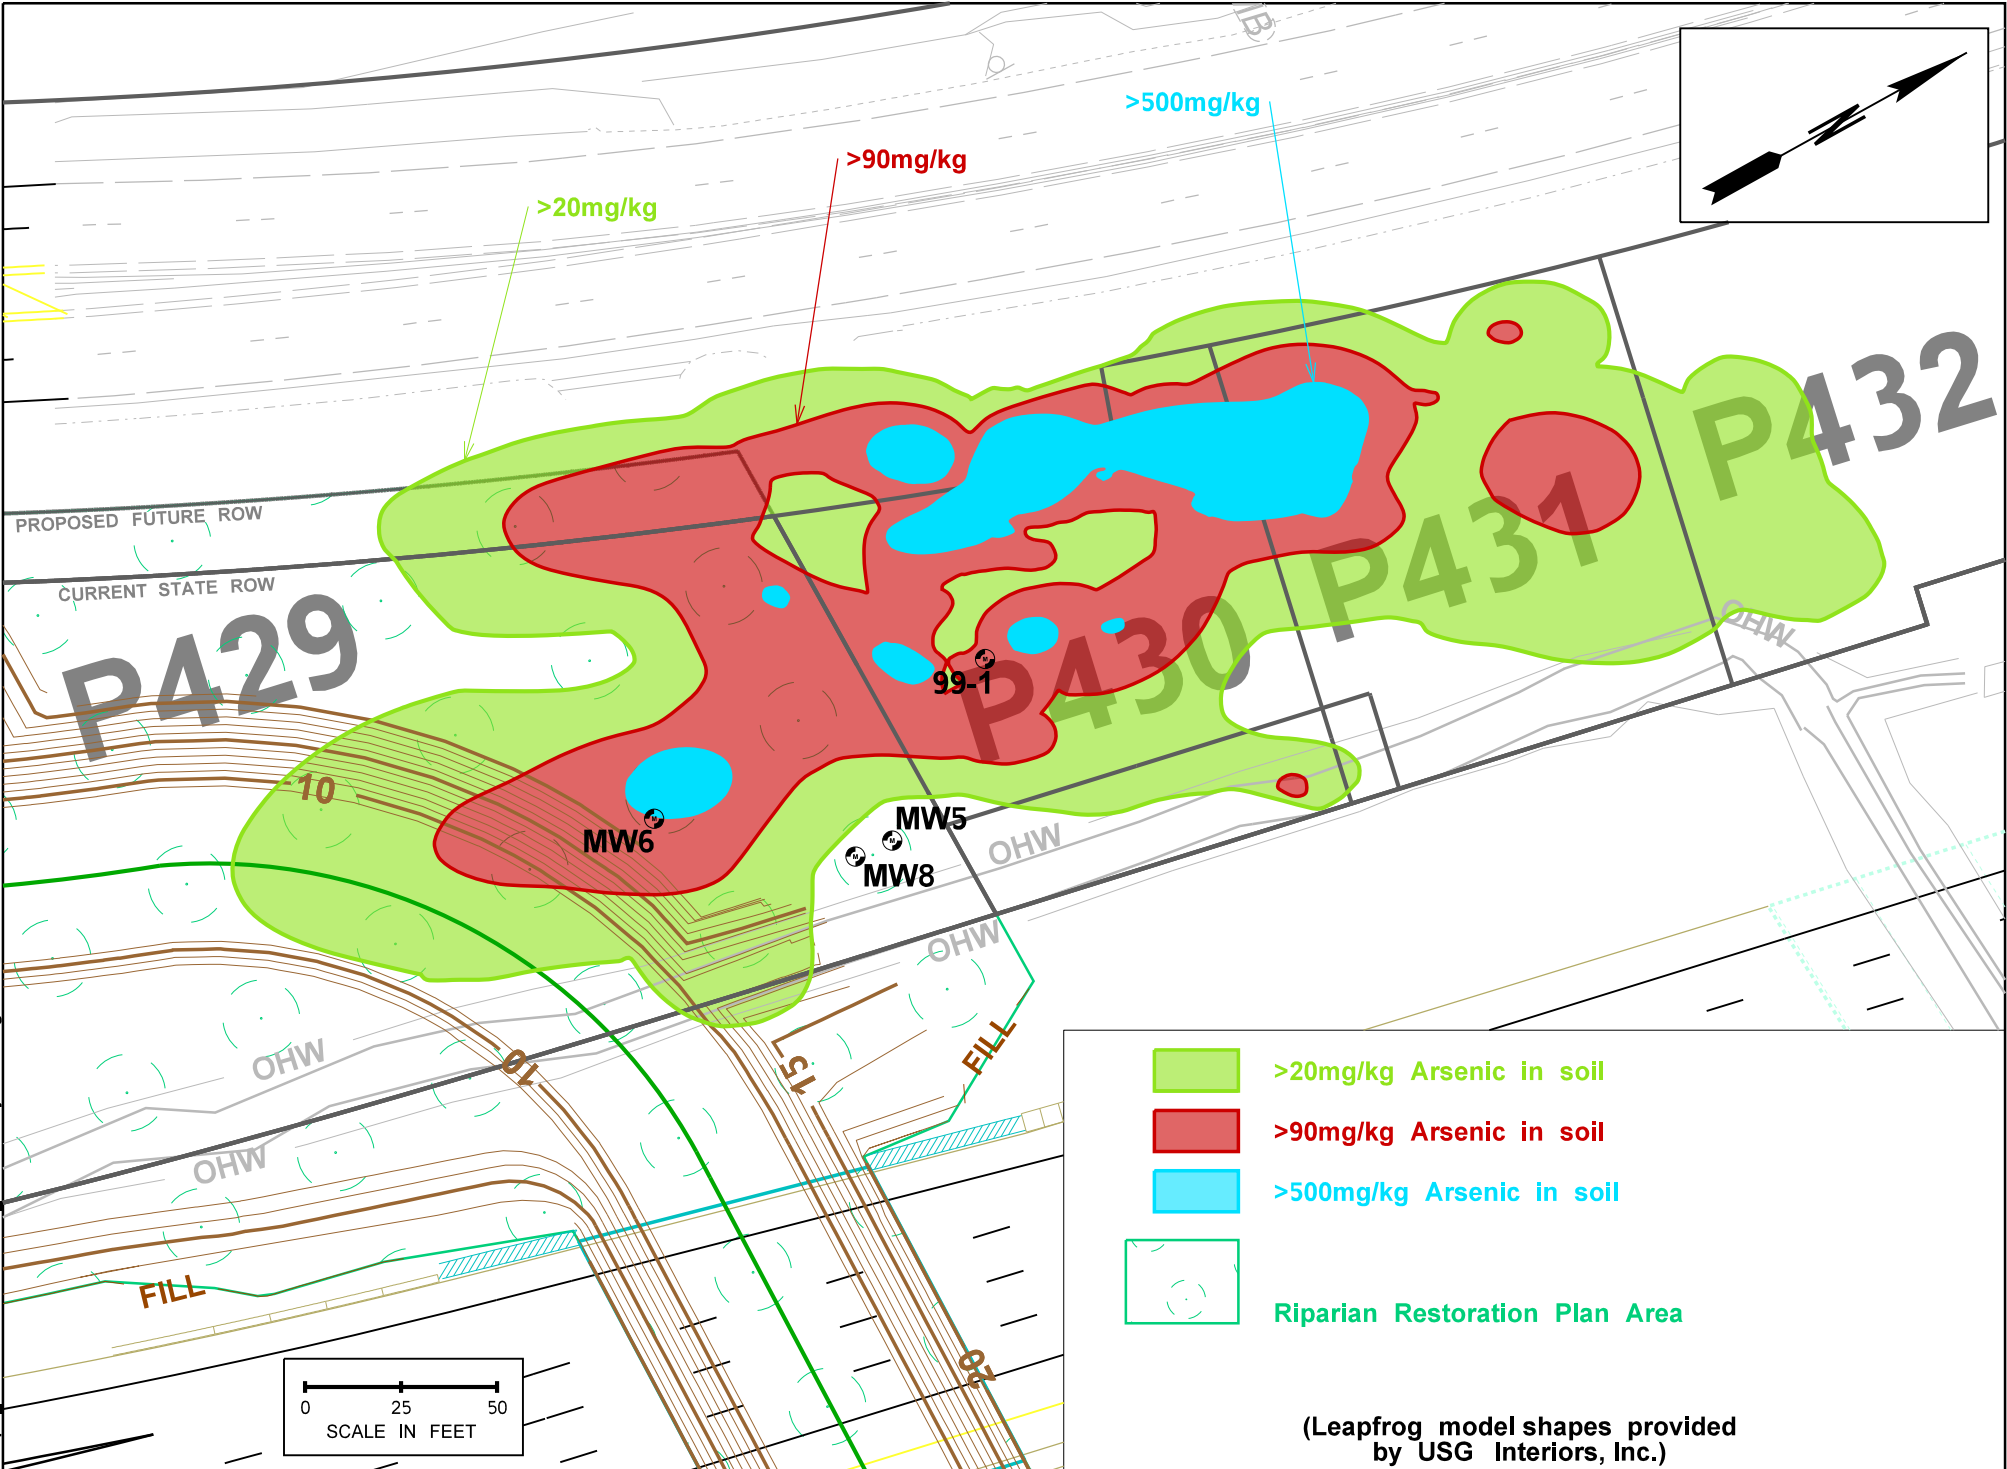 >500mg/kg
>90mg/kg
>20mg/kg
N
PROPOSED FUTURE ROW
CURRENT STATE ROW
P429
P430
P431
P432
99-1
MW5
MW6
MW8
OHW
OHW
OHW
OHW
OHW
10
10
15
20
FILL
FILL
0 25 50
SCALE IN FEET
>20mg/kg Arsenic in soil
>90mg/kg Arsenic in soil
>500mg/kg Arsenic in soil
Riparian Restoration Plan Area
(Leapfrog model shapes provided
by USG Interiors, Inc.)